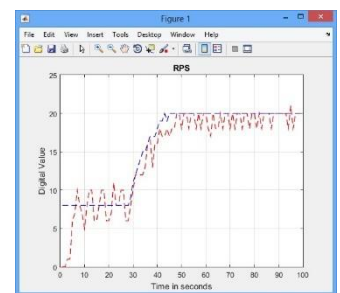 Figure 1
File Edit View Insert Tools Desktop Window Help
RPS
25
20
15
10
5
0
Digital Value
0 10 20 30 40 50 60 70 80 90 100
Time in seconds